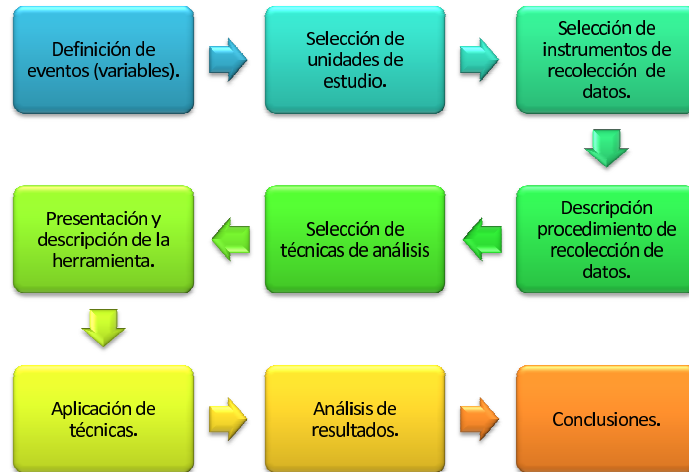 Definición de
eventos (variables).
Selección de
unidades de
estudio.
Selección de
instrumentos de
recolección de
datos.
Descripción
procedimiento de
recolección de
datos.
Selección de
técnicas de análisis
Presentación y
descripción de la
herramienta.
Aplicación de
técnicas.
Análisis de
resultados.
Conclusiones.